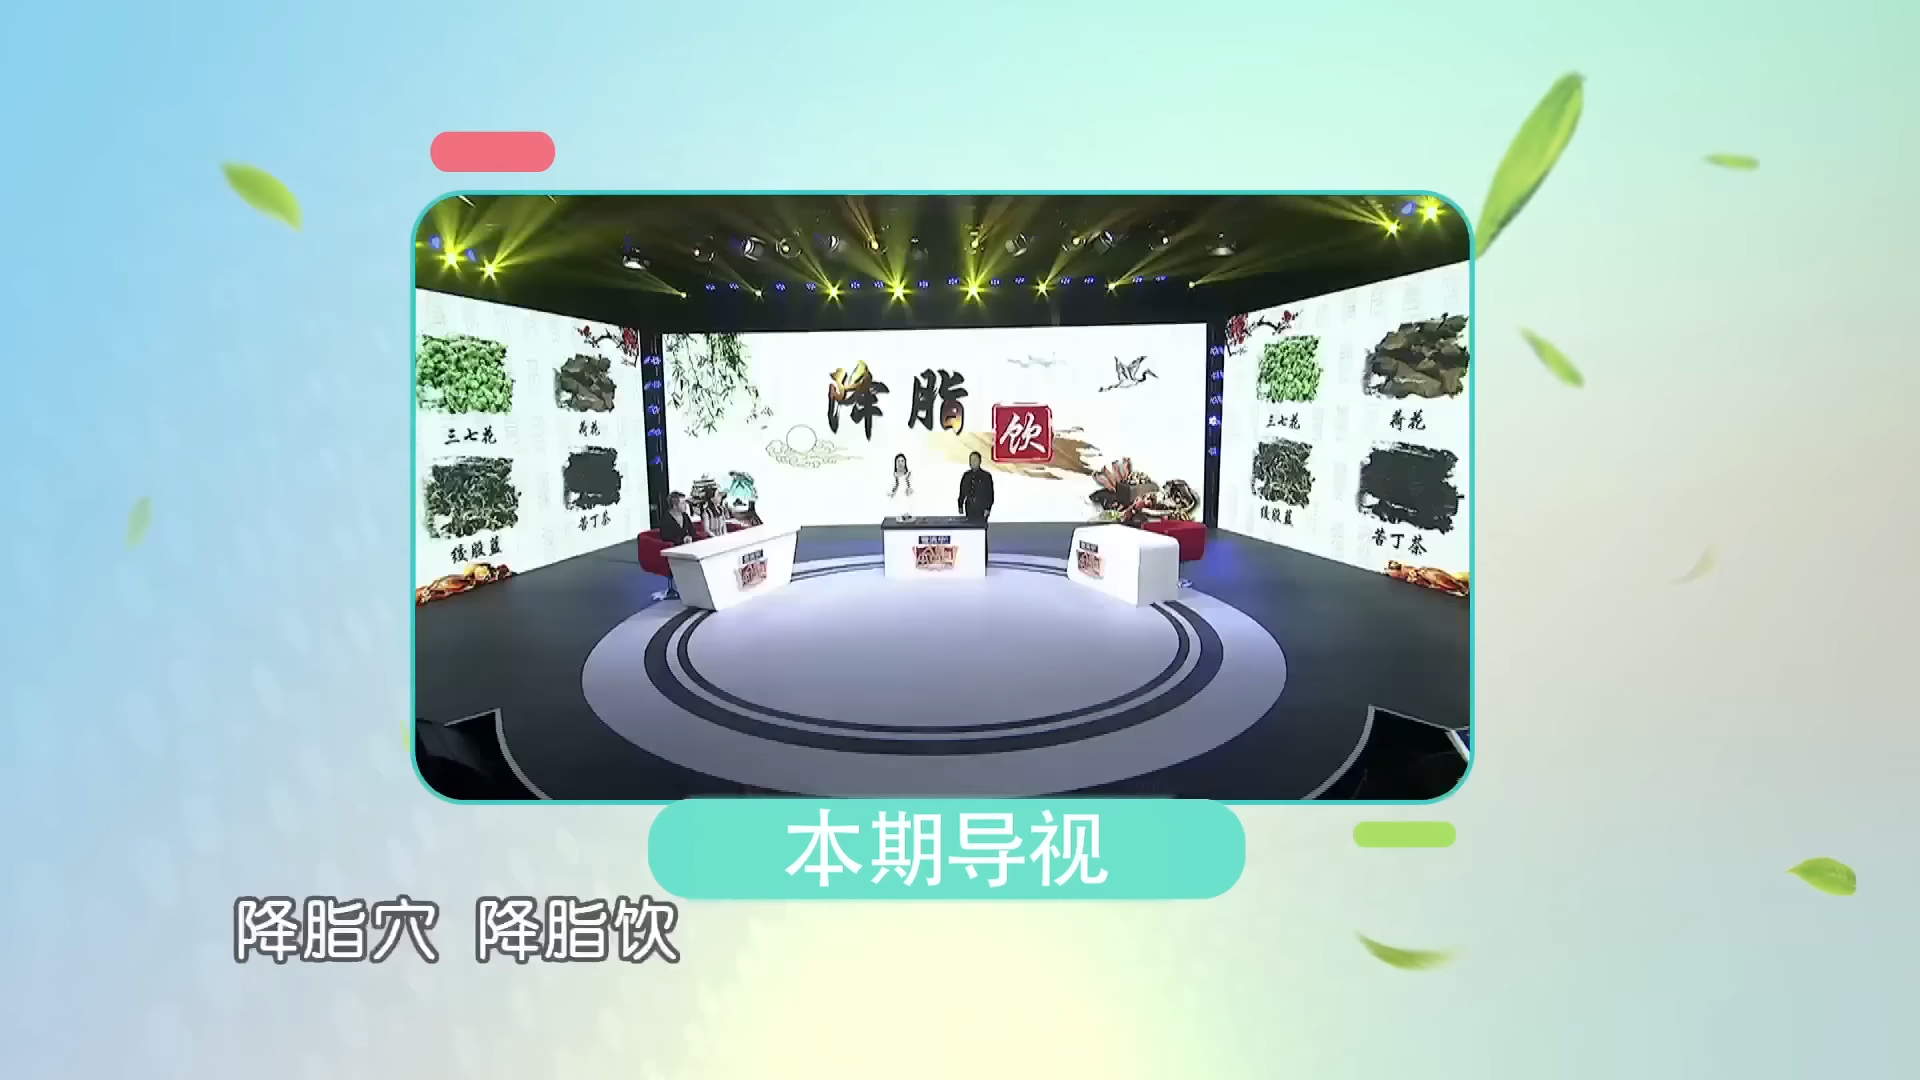 降脂饮
三七花
荷花
绞股蓝
苦丁茶
三七花
荷花
绞股蓝
苦丁茶
本期导视
降脂穴 降脂饮